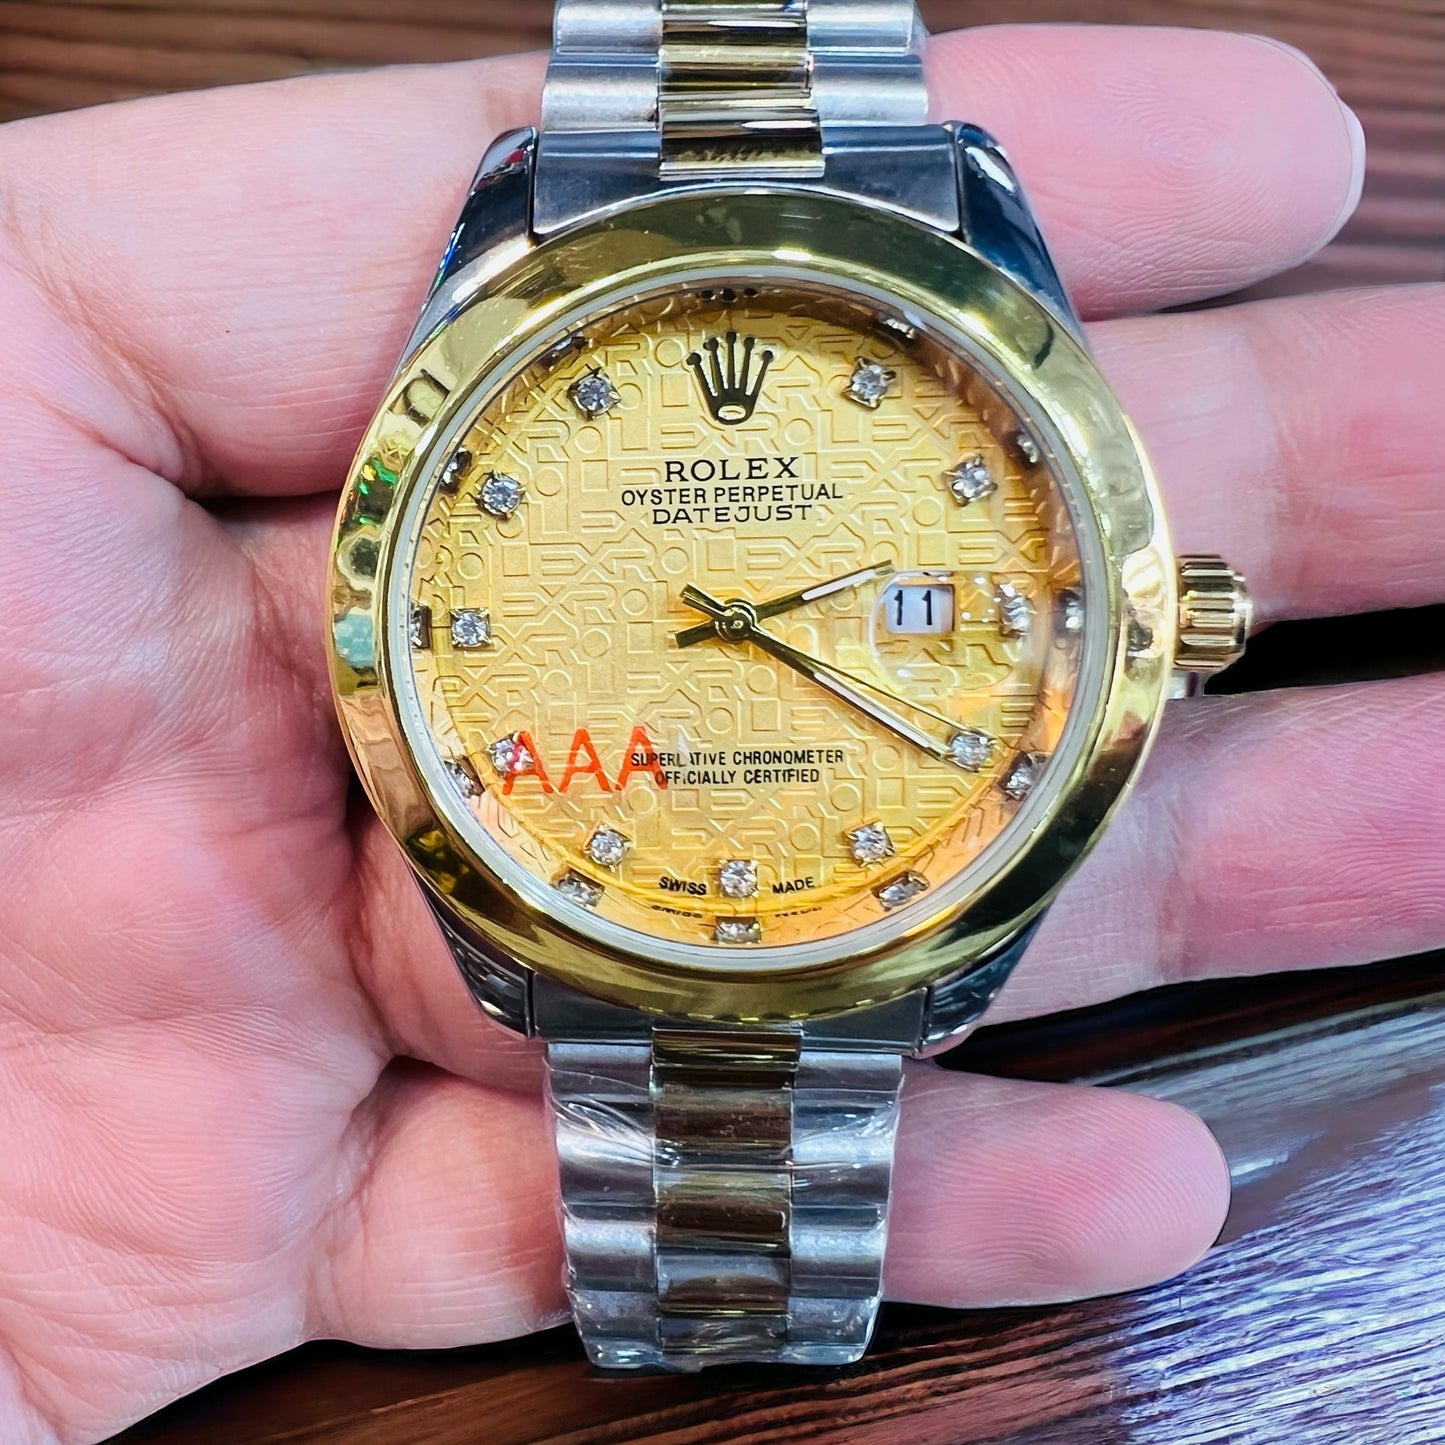 ROLEX
OYSTER PERPETUAL
DATEJUST
11
AAA
SUPERLATIVE CHRONOMETER
OFFICIALLY CERTIFIED
SWISS MADE